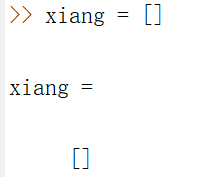 >> xiang = []
xiang =
[]